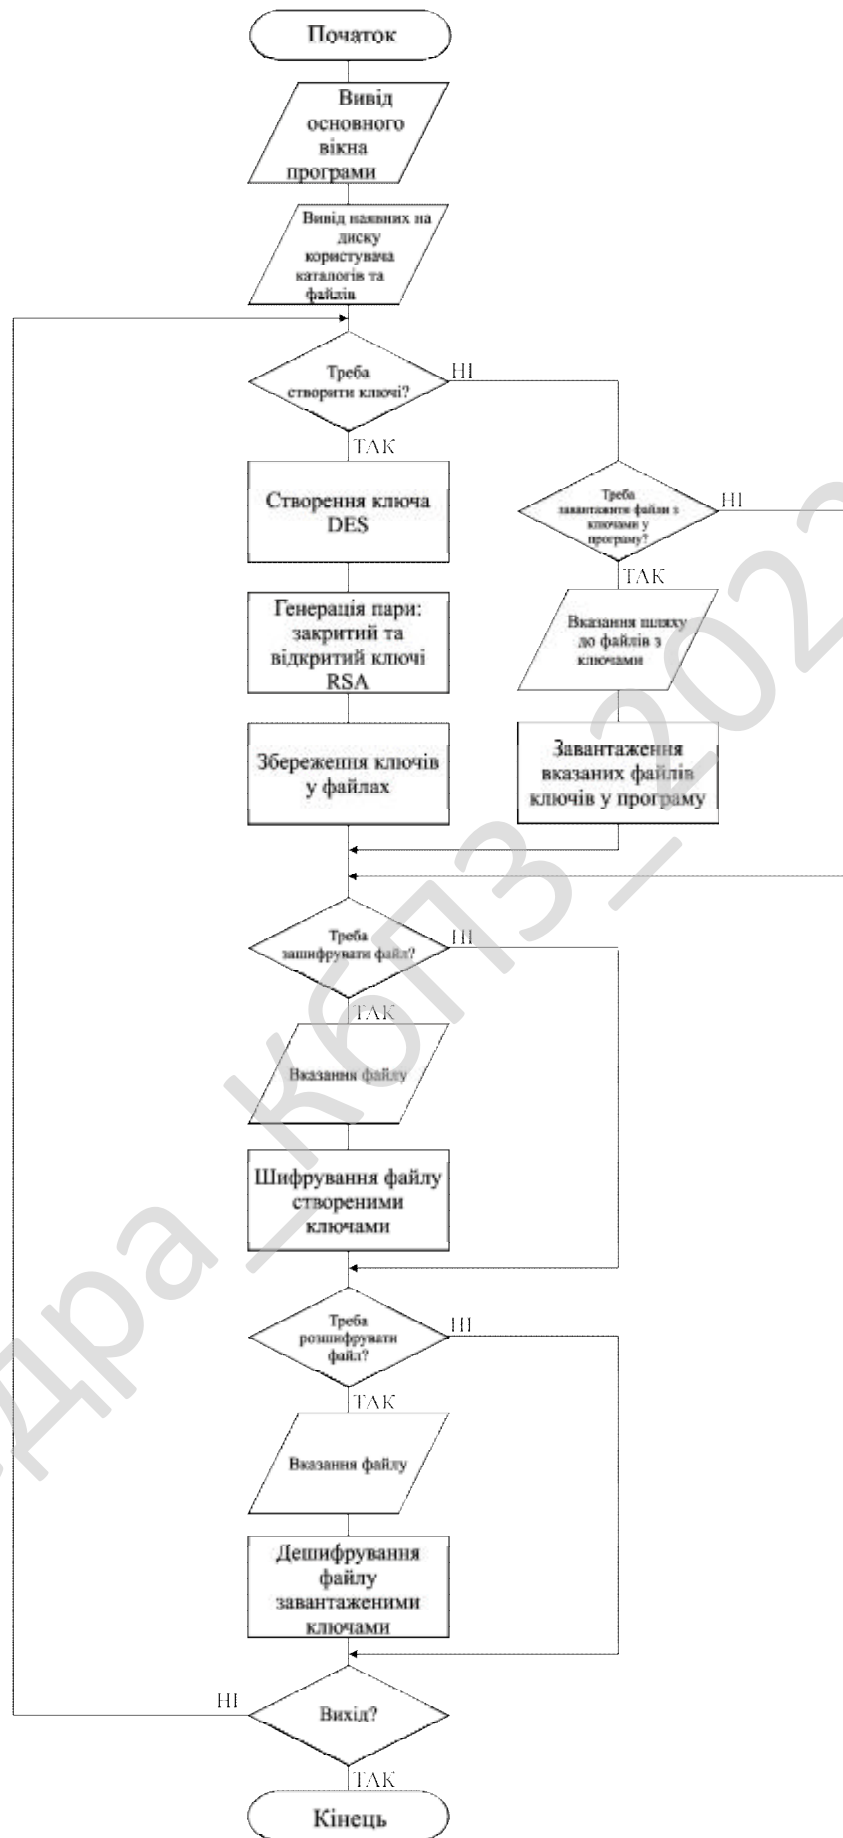 Початок
Вивід
основного
вікна
програми
Вивід наявних на
диску
користувача
каталогів та
файлів
Треба
створити ключі?
НІ
ТАК
Створення ключа
DES
Треба
завантажити файли з
ключами у
програму?
НІ
ТАК
Генерація пари:
закритий та
відкритий ключі
RSA
Вказання шляху
до файлів з
ключами
Збереження ключів
у файлах
Завантаження
вказаних файлів
ключів у програму
Треба
зашифрувати файл?
НІ
ТАК
Вказання файлу
Шифрування файлу
створеними
ключами
Треба
розшифрувати
файл?
НІ
ТАК
Вказання файлу
Дешифрування
файлу
завантаженими
ключами
НІ
Вихід?
ТАК
Кінець
дра_КбПЗ_202